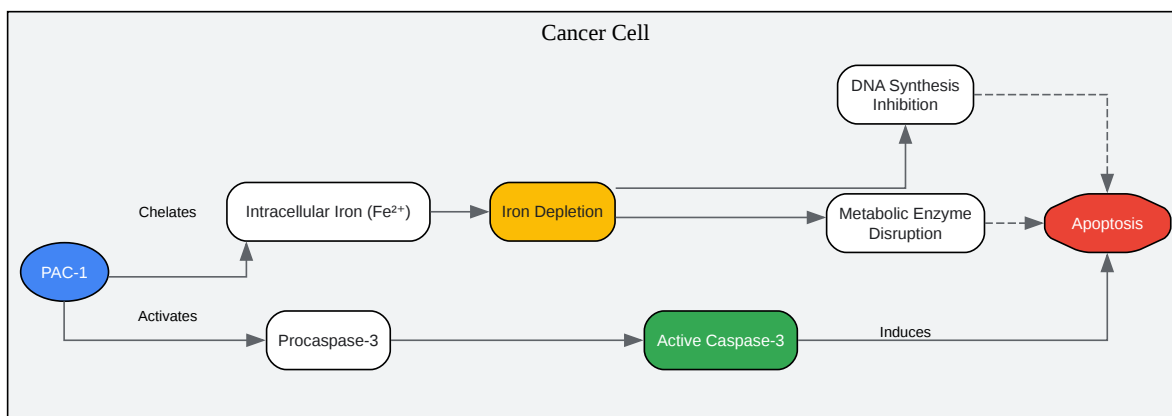 Cancer Cell
DNA Synthesis
Inhibition
Chelates
Intracellular Iron (Fe²⁺)
Iron Depletion
Metabolic Enzyme
Disruption
Apoptosis
PAC-1
Activates
Procaspase-3
Active Caspase-3
Induces